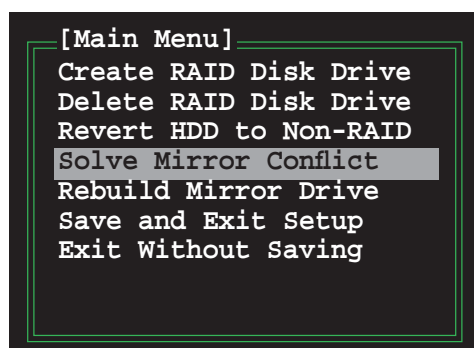 [Main Menu]
Create RAID Disk Drive
Delete RAID Disk Drive
Revert HDD to Non-RAID
Solve Mirror Conflict
Rebuild Mirror Drive
Save and Exit Setup
Exit Without Saving